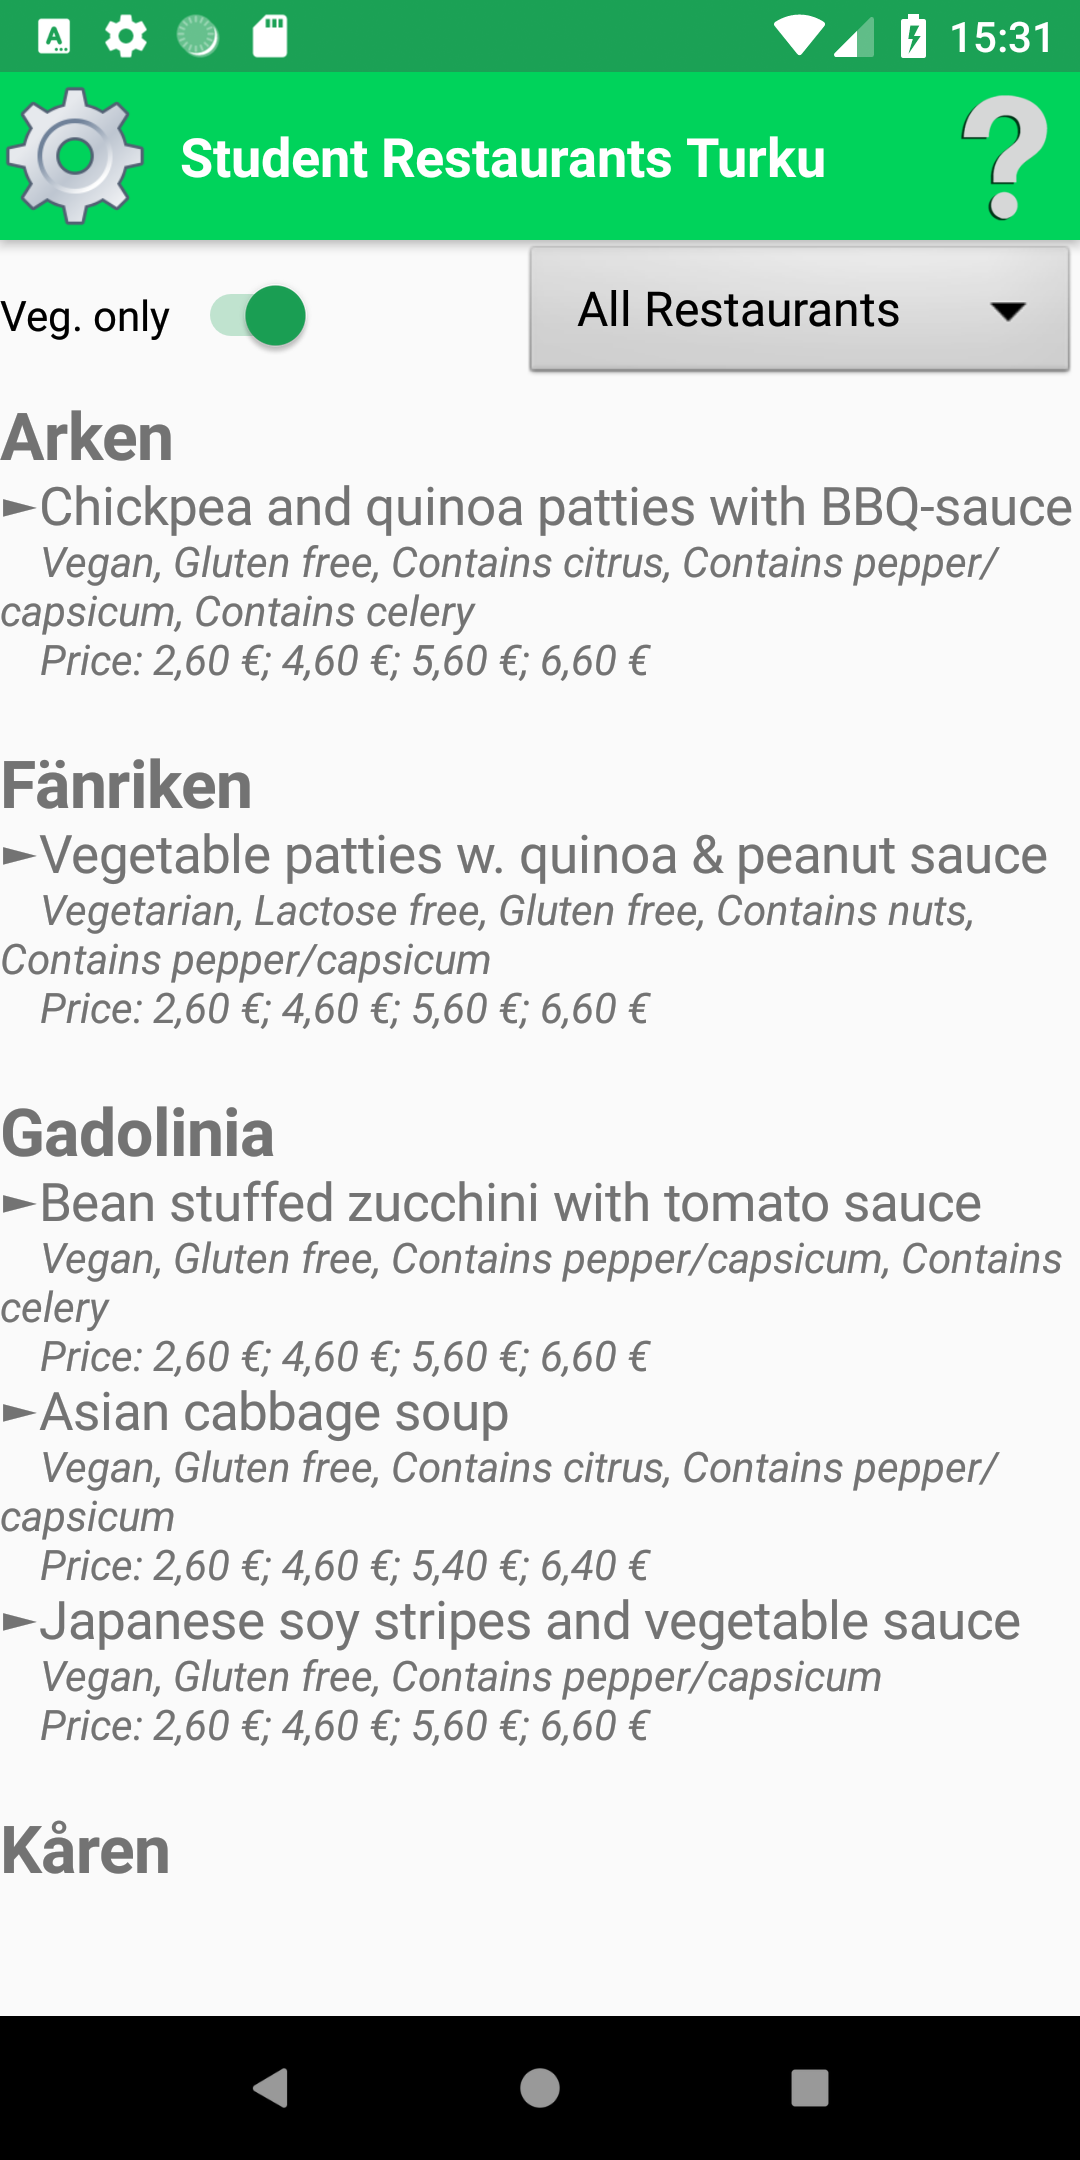 15:31
Student Restaurants Turku
?
Veg. only
All Restaurants
Arken
►Chickpea and quinoa patties with BBQ-sauce
Vegan, Gluten free, Contains citrus, Contains pepper/
capsicum, Contains celery
Price: 2,60 €; 4,60 €; 5,60 €; 6,60 €
Fänriken
►Vegetable patties w. quinoa & peanut sauce
Vegetarian, Lactose free, Gluten free, Contains nuts,
Contains pepper/capsicum
Price: 2,60 €; 4,60 €; 5,60 €; 6,60 €
Gadolinia
►Bean stuffed zucchini with tomato sauce
Vegan, Gluten free, Contains pepper/capsicum, Contains
celery
Price: 2,60 €; 4,60 €; 5,60 €; 6,60 €
►Asian cabbage soup
Vegan, Gluten free, Contains citrus, Contains pepper/
capsicum
Price: 2,60 €; 4,60 €; 5,40 €; 6,40 €
►Japanese soy stripes and vegetable sauce
Vegan, Gluten free, Contains pepper/capsicum
Price: 2,60 €; 4,60 €; 5,60 €; 6,60 €
Kåren